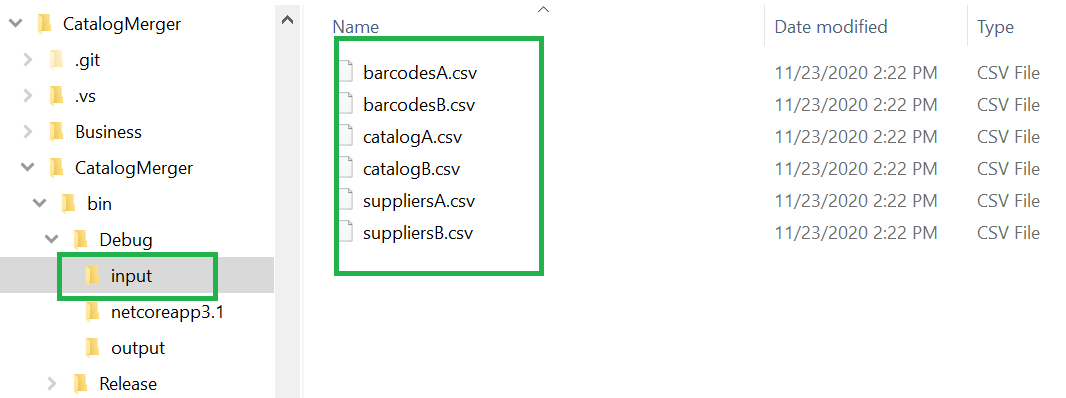 CatalogMerger
.git
.vs
Business
CatalogMerger
bin
Debug
input
netcoreapp3.1
output
Release
Name Date modified Type
barcodesA.csv 11/23/2020 2:22 PM CSV File
barcodesB.csv 11/23/2020 2:22 PM CSV File
catalogA.csv 11/23/2020 2:22 PM CSV File
catalogB.csv 11/23/2020 2:22 PM CSV File
suppliersA.csv 11/23/2020 2:22 PM CSV File
suppliersB.csv 11/23/2020 2:22 PM CSV File